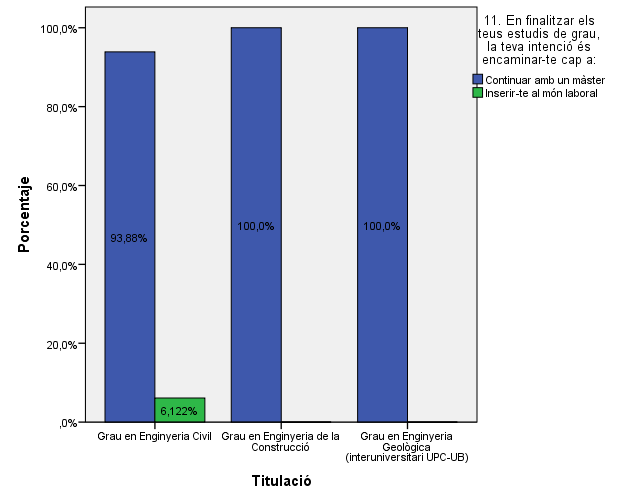 11. En finalitzar els
teus estudis de grau,
la teva intenció és
encaminar-te cap a:
Continuar amb un màster
Inserir-te al món laboral
Porcentaje
100,0%
80,0%
60,0%
40,0%
20,0%
,0%
93,88%
6,122%
100,0%
100,0%
Grau en Enginyeria Civil
Grau en Enginyeria de la
Construcció
Grau en Enginyeria
Geològica
(interuniversitari UPC-UB)
Titulació